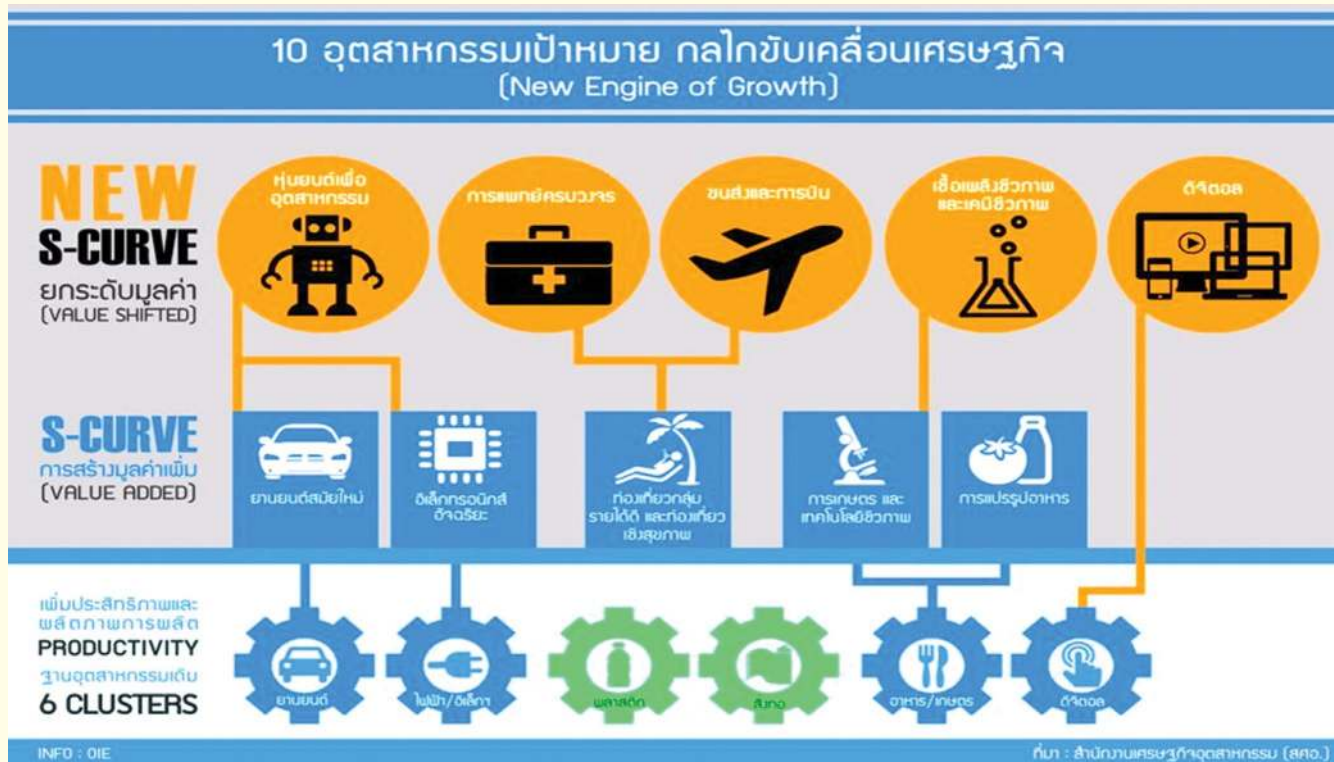 10 อุตสาหกรรมเป้าหมาย กลไกขับเคลื่อนเศรษฐกิจ
(New Engine of Growth)
NEW
S-CURVE
ยกระดับมูลค่า
(VALUE SHIFTED)
หุ่นยนต์เพื่อ
อุตสาหกรรม
การแพทย์ครบวงจร
ขนส่งและการบิน
เชื้อเพลิงชีวภาพ
และเคมีชีวภาพ
ดิจิตอล
S-CURVE
การสร้างมูลค่าเพิ่ม
(VALUE ADDED)
ยานยนต์สมัยใหม่
อิเล็กทรอนิกส์
อัจฉริยะ
ท่องเที่ยวกลุ่ม
รายได้ดี และท่องเที่ยว
เชิงสุขภาพ
การเกษตร และ
เทคโนโลยีชีวภาพ
การแปรรูปอาหาร
เพิ่มประสิทธิภาพและ
ผลิตภาพการผลิต
PRODUCTIVITY
ฐานอุตสาหกรรมเดิม
6 CLUSTERS
ยานยนต์
ไฟฟ้า/อิเล็กฯ
พลาสติก
สิ่งทอ
อาหาร/เกษตร
ดิจิตอล
INFO : OIE
ที่มา : สำนักงานเศรษฐกิจอุตสาหกรรม (สศอ.)